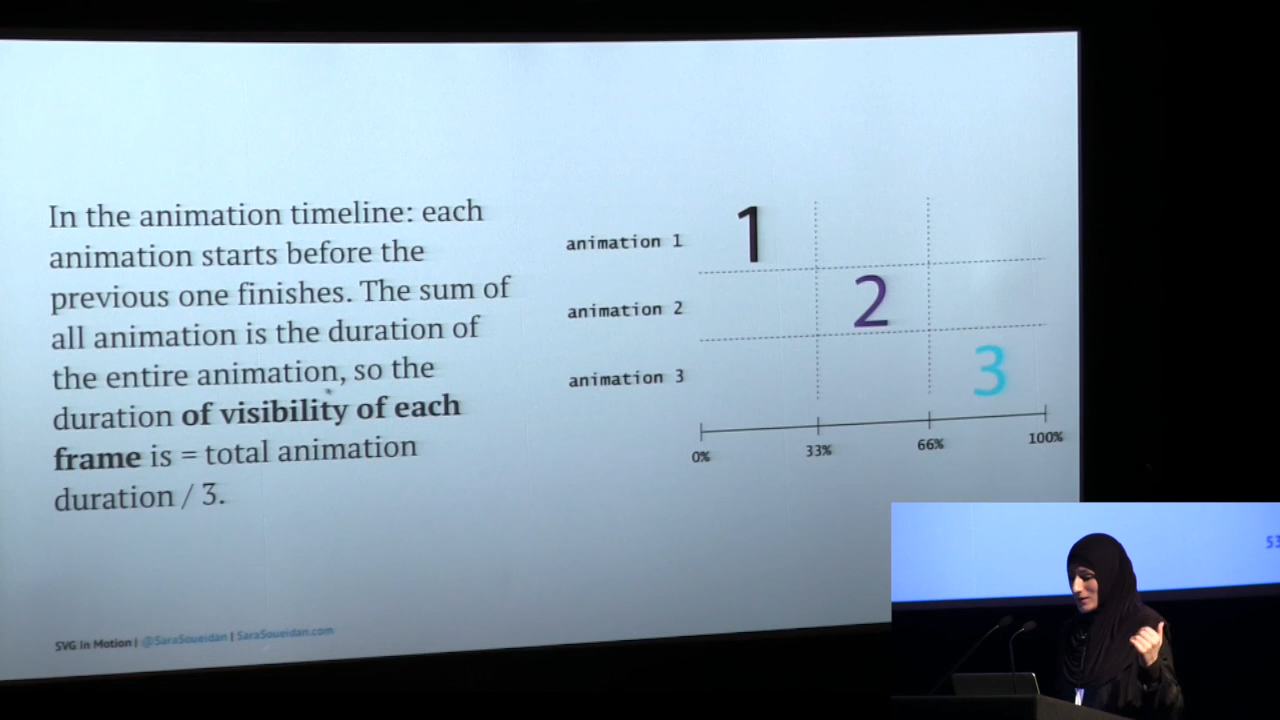 In the animation timeline: each
animation starts before the
previous one finishes. The sum of
all animation is the duration of
the entire animation, so the
duration of visibility of each
frame is = total animation
duration / 3.
animation 1
animation 2
animation 3
1
2
3
0%
33%
66%
100%
SVG In Motion | @SaraSoueidan | SaraSoueidan.com
53